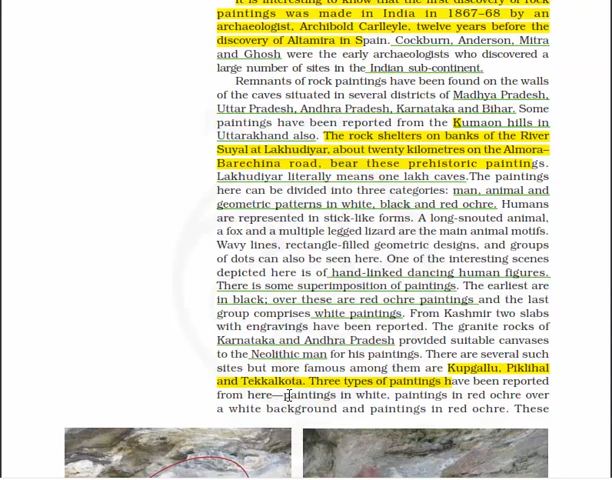 It is interesting to know that the first discovery of rock
paintings was made in India in 1867–68 by an
archaeologist, Archibold Carlleyle, twelve years before the
discovery of Altamira in Spain. Cockburn, Anderson, Mitra
and Ghosh were the early archaeologists who discovered a
large number of sites in the Indian sub-continent.
Remnants of rock paintings have been found on the walls
of the caves situated in several districts of Madhya Pradesh,
Uttar Pradesh, Andhra Pradesh, Karnataka and Bihar. Some
paintings have been reported from the Kumaon hills in
Uttarakhand also. The rock shelters on banks of the River
Suyal at Lakhudiyar, about twenty kilometres on the Almora–
Barechina road, bear these prehistoric paintings.
Lakhudiyar literally means one lakh caves.The paintings
here can be divided into three categories: man, animal and
geometric patterns in white, black and red ochre. Humans
are represented in stick-like forms. A long-snouted animal,
a fox and a multiple legged lizard are the main animal motifs.
Wavy lines, rectangle-filled geometric designs, and groups
of dots can also be seen here. One of the interesting scenes
depicted here is of hand-linked dancing human figures.
There is some superimposition of paintings. The earliest are
in black; over these are red ochre paintings and the last
group comprises white paintings. From Kashmir two slabs
with engravings have been reported. The granite rocks of
Karnataka and Andhra Pradesh provided suitable canvases
to the Neolithic man for his paintings. There are several such
sites but more famous among them are Kupgallu, Piklihal
and Tekkalkota. Three types of paintings have been reported
from here—paintings in white, paintings in red ochre over
a white background and paintings in red ochre. These